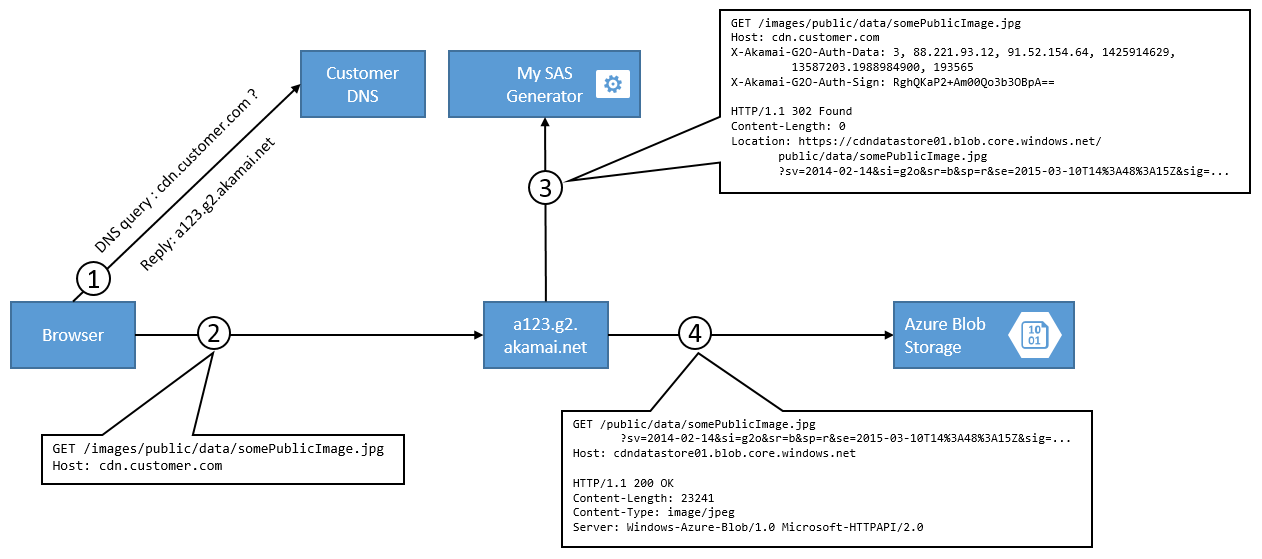 GET /images/public/data/somePublicImage.jpg
Host: cdn.customer.com
X-Akamai-G2O-Auth-Data: 3, 88.221.93.12, 91.52.154.64, 1425914629,
13587203.1988984900, 193565
X-Akamai-G2O-Auth-Sign: RghQKaP2+Am00Qo3b3OBpA==
HTTP/1.1 302 Found
Content-Length: 0
Location: https://cdndatastore01.blob.core.windows.net/
public/data/somePublicImage.jpg
?sv=2014-02-14&si=g2o&sr=b&sp=r&se=2015-03-10T14%3A48%3A15Z&sig=...
Customer
DNS
My SAS
Generator
DNS query : cdn.customer.com ?
Reply: a123.g2.akamai.net
3
1
Browser
2
a123.g2.
akamai.net
4
Azure Blob
Storage
10
01
GET /images/public/data/somePublicImage.jpg
Host: cdn.customer.com
GET /public/data/somePublicImage.jpg
?sv=2014-02-14&si=g2o&sr=b&sp=r&se=2015-03-10T14%3A48%3A15Z&sig=...
Host: cdndatastore01.blob.core.windows.net
HTTP/1.1 200 OK
Content-Length: 23241
Content-Type: image/jpeg
Server: Windows-Azure-Blob/1.0 Microsoft-HTTPAPI/2.0